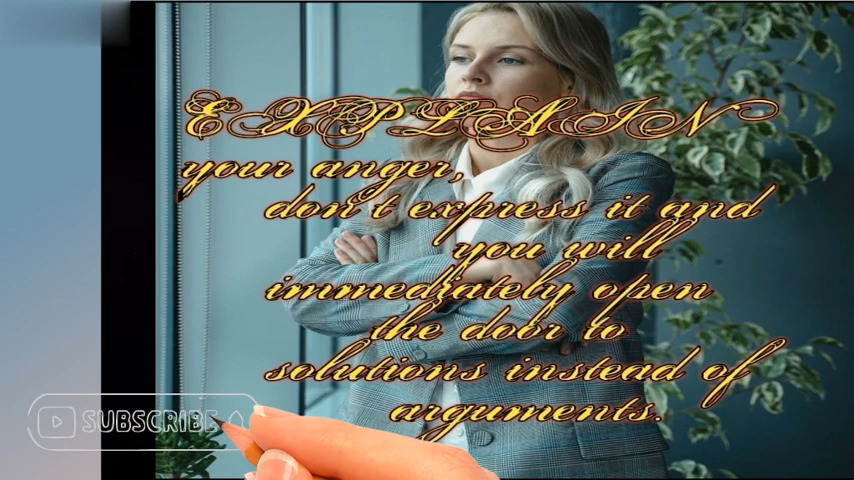 EXPLAIN
your anger,
don't express it and
you will
immediately open
the door to
solutions instead of
arguments.
SUBSCRIBE